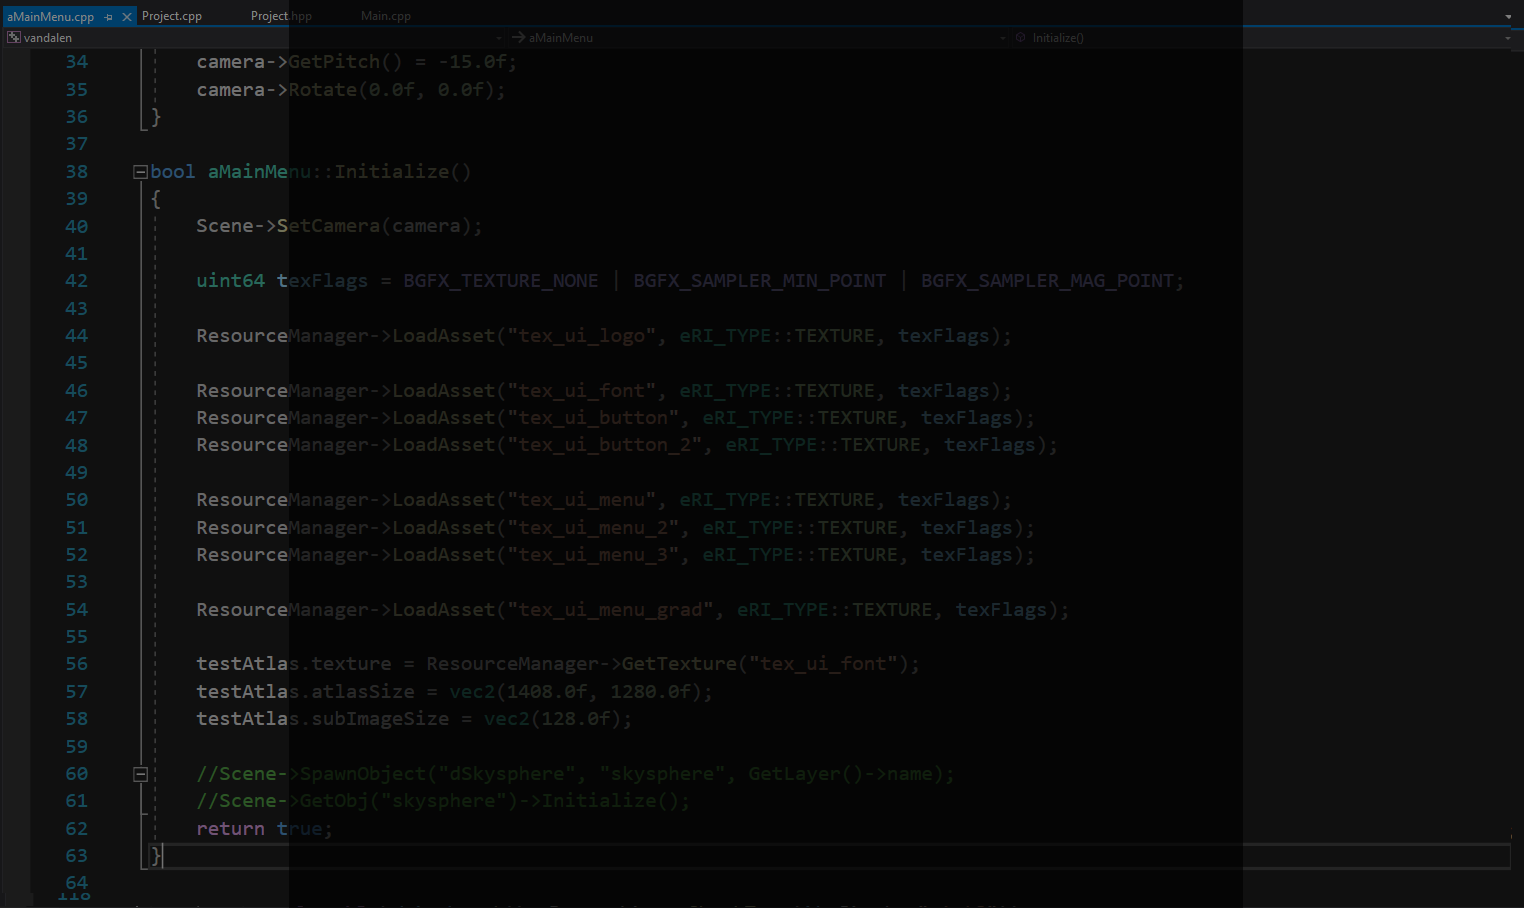 aMainMenu.cpp Project.cpp Project.hpp Main.cpp
vandalen aMainMenu Initialize()
34 camera->GetPitch() = -15.0f;
35 camera->Rotate(0.0f, 0.0f);
36 }
37
38 bool aMainMenu::Initialize()
39 {
40 Scene->SetCamera(camera);
41
42 uint64 texFlags = BGFX_TEXTURE_NONE | BGFX_SAMPLER_MIN_POINT | BGFX_SAMPLER_MAG_POINT;
43
44 ResourceManager->LoadAsset("tex_ui_logo", eRI_TYPE::TEXTURE, texFlags);
45
46 ResourceManager->LoadAsset("tex_ui_font", eRI_TYPE::TEXTURE, texFlags);
47 ResourceManager->LoadAsset("tex_ui_button", eRI_TYPE::TEXTURE, texFlags);
48 ResourceManager->LoadAsset("tex_ui_button_2", eRI_TYPE::TEXTURE, texFlags);
49
50 ResourceManager->LoadAsset("tex_ui_menu", eRI_TYPE::TEXTURE, texFlags);
51 ResourceManager->LoadAsset("tex_ui_menu_2", eRI_TYPE::TEXTURE, texFlags);
52 ResourceManager->LoadAsset("tex_ui_menu_3", eRI_TYPE::TEXTURE, texFlags);
53
54 ResourceManager->LoadAsset("tex_ui_menu_grad", eRI_TYPE::TEXTURE, texFlags);
55
56 testAtlas.texture = ResourceManager->GetTexture("tex_ui_font");
57 testAtlas.atlasSize = vec2(1408.0f, 1280.0f);
58 testAtlas.subImageSize = vec2(128.0f);
59
60 //Scene->SpawnObject("dSkysphere", "skysphere", GetLayer()->name);
61 //Scene->GetObj("skysphere")->Initialize();
62 return true;
63 }
64
118